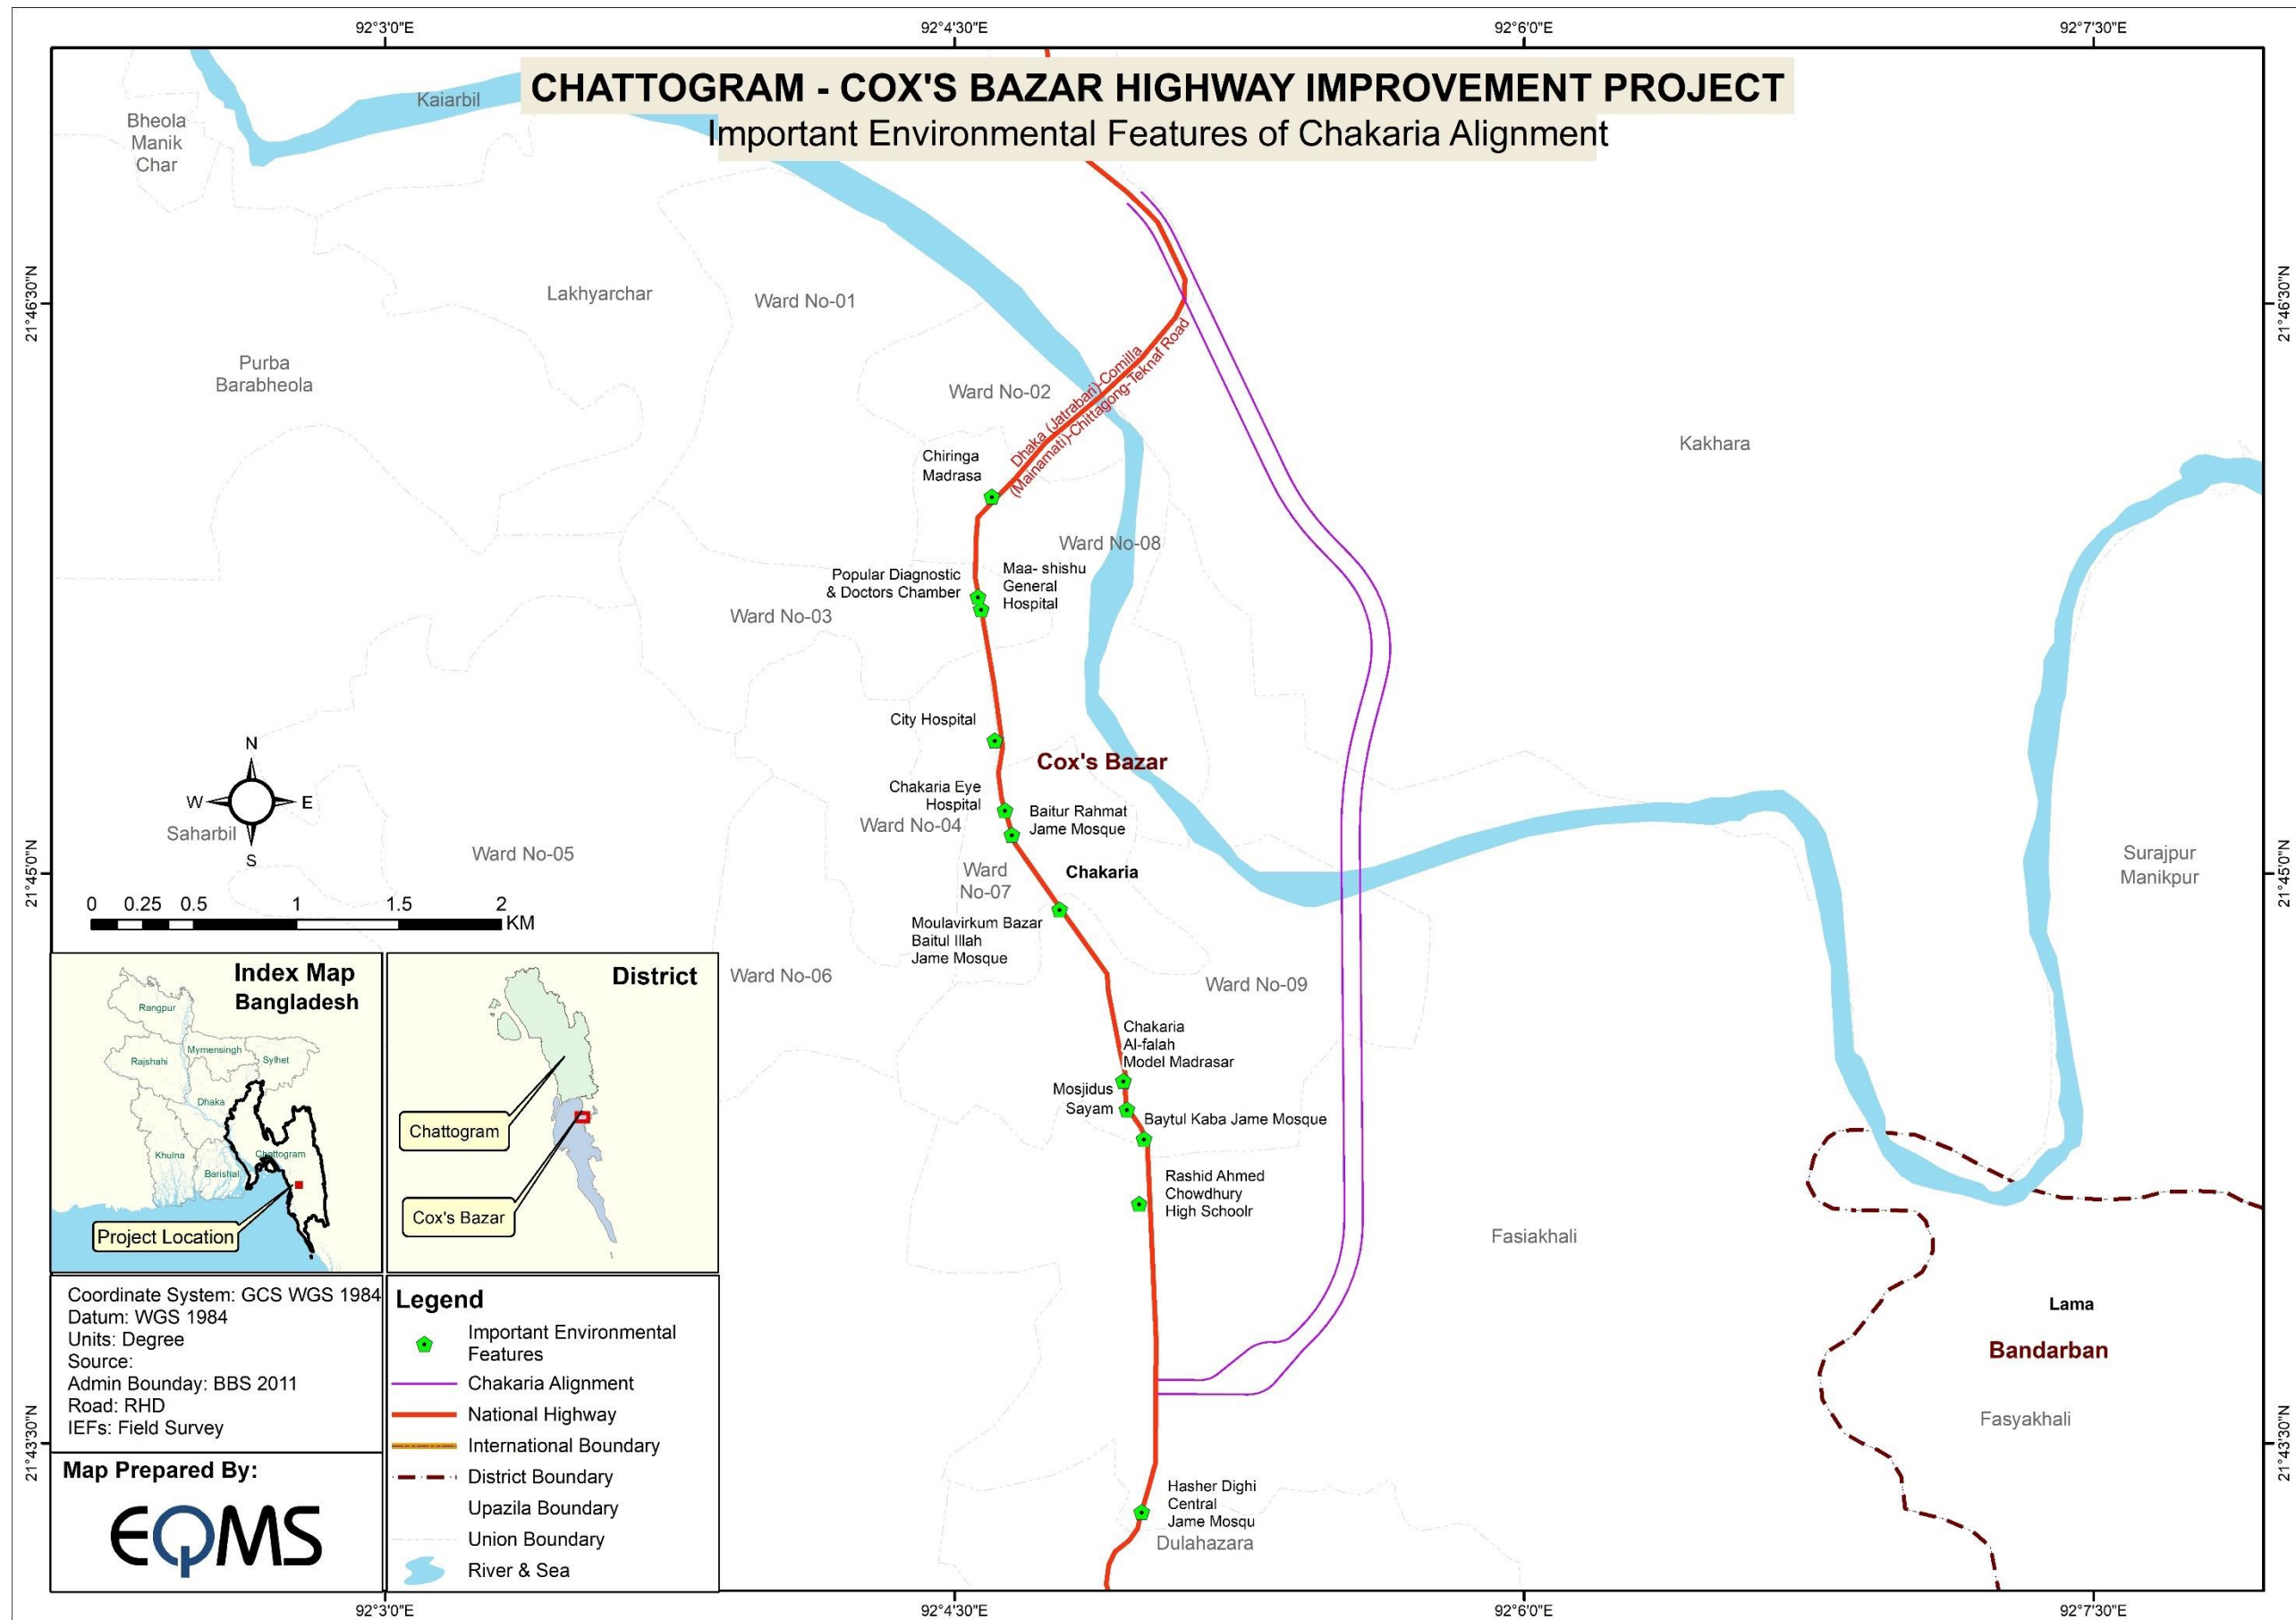 92°3'0"E
92°4'30"E
92°6'0"E
92°7'30"E
CHATTOGRAM - COX'S BAZAR HIGHWAY IMPROVEMENT PROJECT
Important Environmental Features of Chakaria Alignment
Kaiarbil
Bheola
Manik
Char
21°46'30"N
21°46'30"N
Lakhyarchar
Ward No-01
Purba
Barabheola
Ward No-02
Dhaka (Jatrabari)-Comilla
(Mainamati)-Chittagong-Teknaf Road
Kakhara
Chiringa
Madrasa
Ward No-08
Popular Diagnostic
& Doctors Chamber
Maa- shishu
General
Hospital
Ward No-03
City Hospital
Cox's Bazar
Chakaria Eye
Hospital
Baitur Rahmat
Jame Mosque
Ward No-04
N
W
E
S
Saharbil
Ward No-05
Ward
No-07
Chakaria
21°45'0"N
21°45'0"N
Surajpur
Manikpur
0 0.25 0.5 1 1.5 2
KM
Moulavirkum Bazar
Baitul Illah
Jame Mosque
Ward No-06
Ward No-09
Chakaria
Al-falah
Model Madrasar
Mosjidus
Sayam
Baytul Kaba Jame Mosque
Rashid Ahmed
Chowdhury
High Schoolr
Fasiakhali
Lama
Bandarban
Fasyakhali
21°43'30"N
21°43'30"N
Hasher Dighi
Central
Jame Mosqu
Dulahazara
Index Map
Bangladesh
Rangpur
Mymensingh
Sylhet
Rajshahi
Dhaka
Khulna
Barishal
Chattogram
Project Location
District
Chattogram
Cox's Bazar
Coordinate System: GCS WGS 1984
Datum: WGS 1984
Units: Degree
Source:
Admin Bounday: BBS 2011
Road: RHD
IEFs: Field Survey
Map Prepared By:
EQMS
Legend
Important Environmental
Features
Chakaria Alignment
National Highway
International Boundary
District Boundary
Upazila Boundary
Union Boundary
River & Sea
92°3'0"E
92°4'30"E
92°6'0"E
92°7'30"E